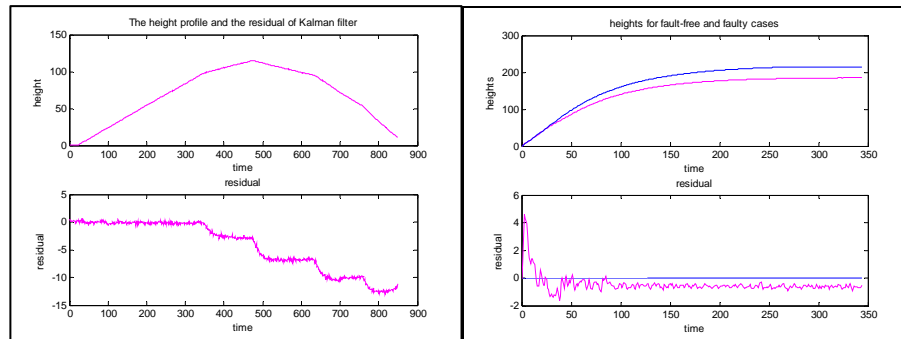 The height profile and the residual of Kalman filter
150
100
50
0
height
0 100 200 300 400 500 600 700 800 900
time
residual
5
0
-5
-10
-15
residual
0 100 200 300 400 500 600 700 800 900
time
heights for fault-free and faulty cases
300
200
100
0
heights
0 50 100 150 200 250 300 350
time
residual
6
4
2
0
-2
residual
0 50 100 150 200 250 300 350
time